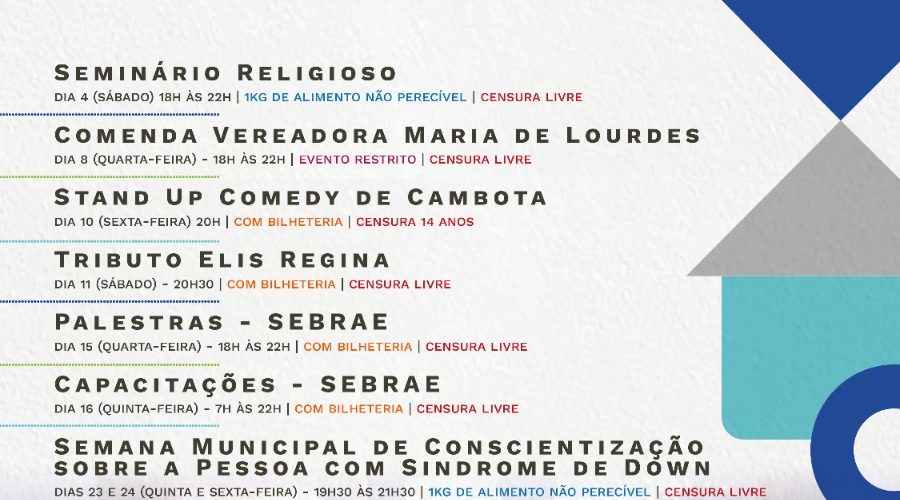 Seminário Religioso
DIA 4 (SÁBADO) 18H ÀS 22H | 1KG DE ALIMENTO NÃO PERECÍVEL | CENSURA LIVRE
Comenda Vereadora Maria de Lourdes
DIA 8 (QUARTA-FEIRA) - 18H ÀS 22H | EVENTO RESTRITO | CENSURA LIVRE
Stand Up Comedy de Cambota
DIA 10 (SEXTA-FEIRA) 20H | COM BILHETERIA | CENSURA 14 ANOS
Tributo Elis Regina
DIA 11 (SÁBADO) - 20H30 | COM BILHETERIA | CENSURA LIVRE
Palestras - SEBRAE
DIA 15 (QUARTA-FEIRA) - 18H ÀS 22H | COM BILHETERIA | CENSURA LIVRE
Capacitações - SEBRAE
DIA 16 (QUINTA-FEIRA) - 7H ÀS 22H | COM BILHETERIA | CENSURA LIVRE
Semana Municipal de Conscientização
sobre a Pessoa com Sindrome de Down
DIAS 23 E 24 (QUINTA E SEXTA-FEIRA) - 19H30 ÀS 21H30 | 1KG DE ALIMENTO NÃO PERECÍVEL | CENSURA LIVRE